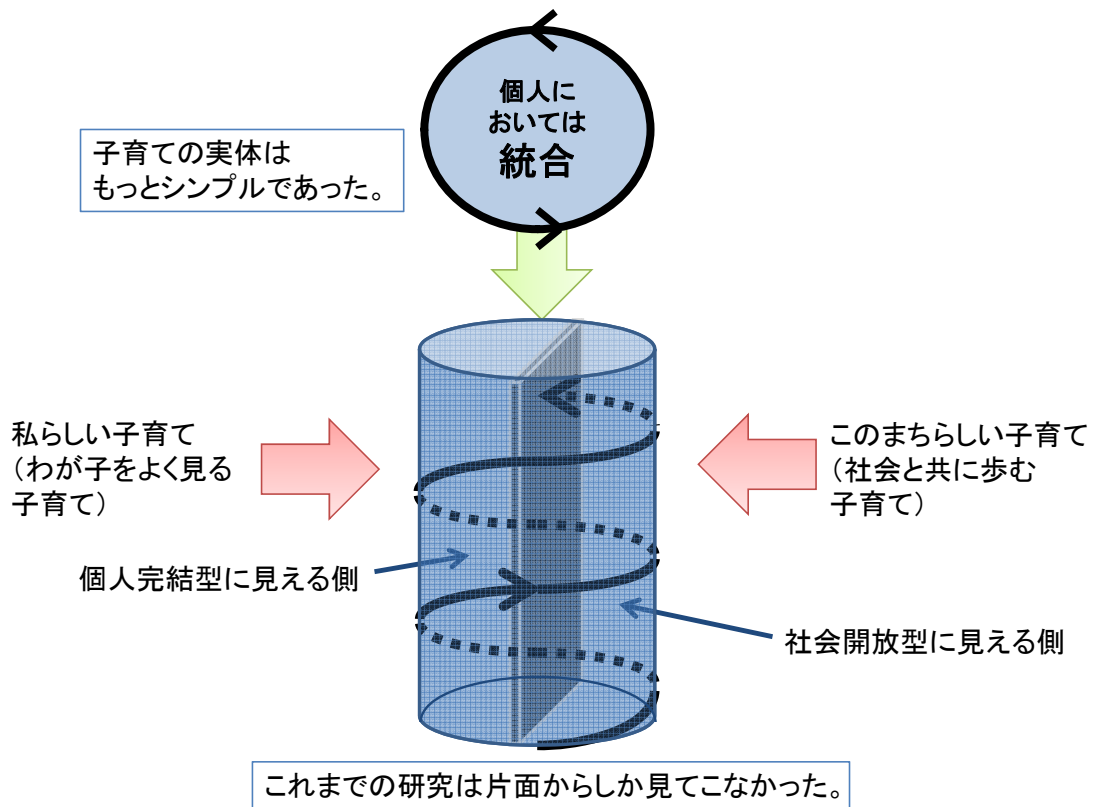 個人に
おいては
統合
子育ての実体は
もっとシンプルであった。
私らしい子育て
（わが子をよく見る
子育て）
このまちらしい子育て
（社会と共に歩む
子育て）
個人完結型に見える側
社会開放型に見える側
これまでの研究は片面からしか見てこなかった。